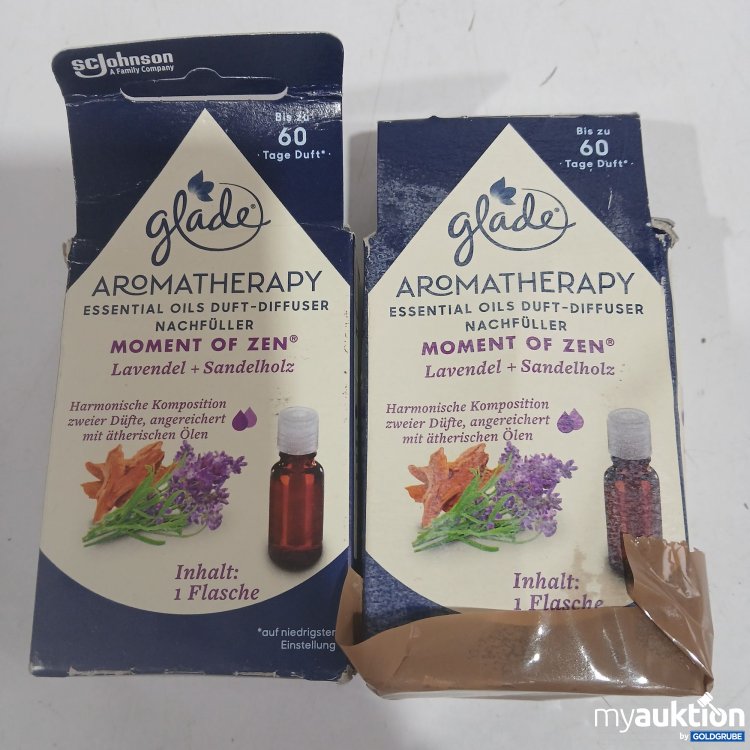 scJohnson
A Family Company
Bis zu
60
Tage Duft*
glade®
AROMATHERAPY
ESSENTIAL OILS DUFT-DIFFUSER
NACHFÜLLER
MOMENT OF ZEN®
Lavendel + Sandelholz
Harmonische Komposition
zweier Düfte, angereichert
mit ätherischen Ölen
Inhalt:
1 Flasche
*auf niedrigster
Einstellung
Bis zu
60
Tage Duft*
glade®
AROMATHERAPY
ESSENTIAL OILS DUFT-DIFFUSER
NACHFÜLLER
MOMENT OF ZEN®
Lavendel + Sandelholz
Harmonische Komposition
zweier Düfte, angereichert
mit ätherischen Ölen
Inhalt:
1 Flasche
myauktion
by GOLDGRUBE